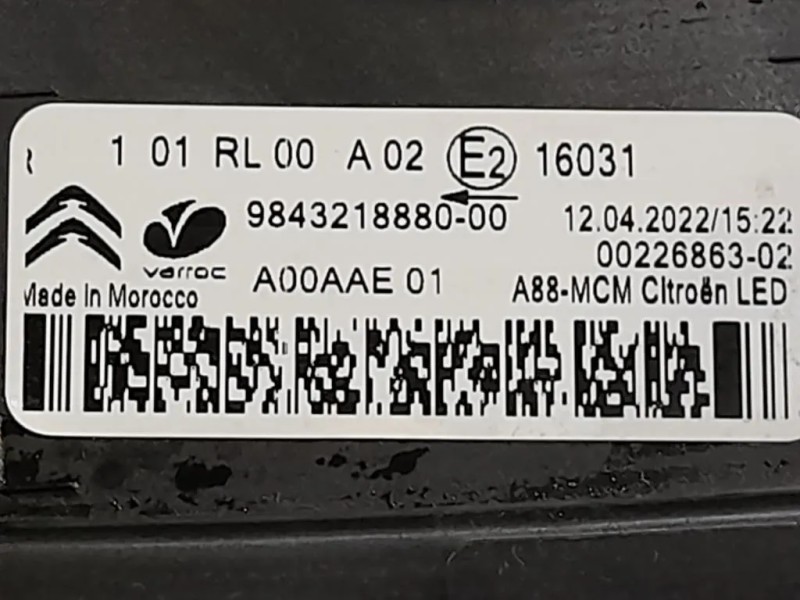 1 01 RL 00 A 02 E2 16031
9843218880-00 12.04.2022/15:22
varroc 00226863-02
Made In Morocco A00AAE 01 A88-MCM Citroën LED